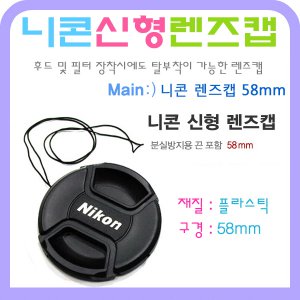 니콘신형렌즈캡
후드 및 필터 장착시에도 탈부착이 가능한 렌즈캡
Main:) 니콘 렌즈캡 58mm
니콘 신형 렌즈캡
분실방지용 끈 포함 58mm
Nikon
재질 : 플라스틱
구경 : 58mm